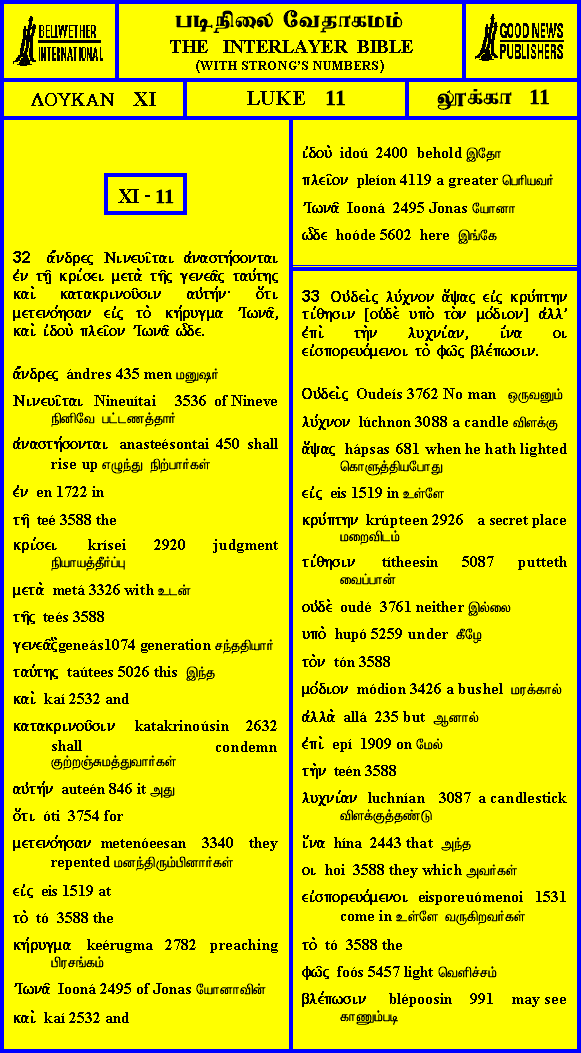 BELLWETHER
INTERNATIONAL
படிநிலை வேதாகமம்
THE INTERLAYER BIBLE
(WITH STRONG'S NUMBERS)
GOOD NEWS
PUBLISHERS
ΛΟΥΚΑΝ XI
LUKE 11
லூக்கா 11
XI - 11
32 ἄνδρες Νινευῖται ἀναστήσονται
ἐν τῇ κρίσει μετὰ τῆς γενεᾶς ταύτης
καὶ κατακρινοῦσιν αὐτήν· ὅτι
μετενόησαν εἰς τὸ κήρυγμα Ἰωνᾶ,
καὶ ἰδοὺ πλεῖον Ἰωνᾶ ὧδε.
ἄνδρες ándres 435 men மனுஷர்
Νινευῖται Nineuítai 3536 of Nineve
நினிவே பட்டணத்தார்
ἀναστήσονται anasteésontai 450 shall
rise up எழுந்து நிற்பார்கள்
ἐν en 1722 in
τῇ teé 3588 the
κρίσει krísei 2920 judgment
நியாயத்தீர்ப்பு
μετὰ metá 3326 with உடன்
τῆς teés 3588
γενεᾶς geneás1074 generation சந்ததியார்
ταύτης taútees 5026 this இந்த
καὶ kaí 2532 and
κατακρινοῦσιν katakrinoúsin 2632
shall condemn
குற்றஞ்சுமத்துவார்கள்
αὐτήν auteén 846 it அது
ὅτι óti 3754 for
μετενόησαν metenóeesan 3340 they
repented மனந்திரும்பினார்கள்
εἰς eis 1519 at
τὸ tó 3588 the
κήρυγμα keérugma 2782 preaching
பிரசங்கம்
Ἰωνᾶ Iooná 2495 of Jonas யோனாவின்
καὶ kaí 2532 and
ἰδοὺ idoú 2400 behold இதோ
πλεῖον pleíon 4119 a greater பெரியவர்
Ἰωνᾶ Iooná 2495 Jonas யோனா
ὧδε hoóde 5602 here இங்கே
33 Οὐδεὶς λύχνον ἅψας εἰς κρύπτην
τίθησιν [οὐδὲ υπὸ τὸν μόδιον] ἀλλ’
ἐπὶ τὴν λυχνίαν, ἵνα οι
εἰσπορευόμενοι τὸ φῶς βλέπωσιν.
Οὐδεὶς Oudeís 3762 No man ஒருவனும்
λύχνον lúchnon 3088 a candle விளக்கு
ἅψας hápsas 681 when he hath lighted
கொளுத்தியபோது
εἰς eis 1519 in உள்ளே
κρύπτην krúpteen 2926 a secret place
மறைவிடம்
τίθησιν títheesin 5087 putteth
வைப்பான்
οὐδὲ oudé 3761 neither இல்லை
υπὸ hupó 5259 under கீழே
τὸν tón 3588
μόδιον módion 3426 a bushel மரக்கால்
ἀλλὰ allá 235 but ஆனால்
ἐπὶ epí 1909 on மேல்
τὴν teén 3588
λυχνίαν luchnían 3087 a candlestick
விளக்குத்தண்டு
ἵνα hína 2443 that அந்த
οι hoi 3588 they which அவர்கள்
εἰσπορευόμενοι eisporeuómenoi 1531
come in உள்ளே வருகிறவர்கள்
τὸ tó 3588 the
φῶς foós 5457 light வெளிச்சம்
βλέπωσιν blépoosin 991 may see
காணும்படி